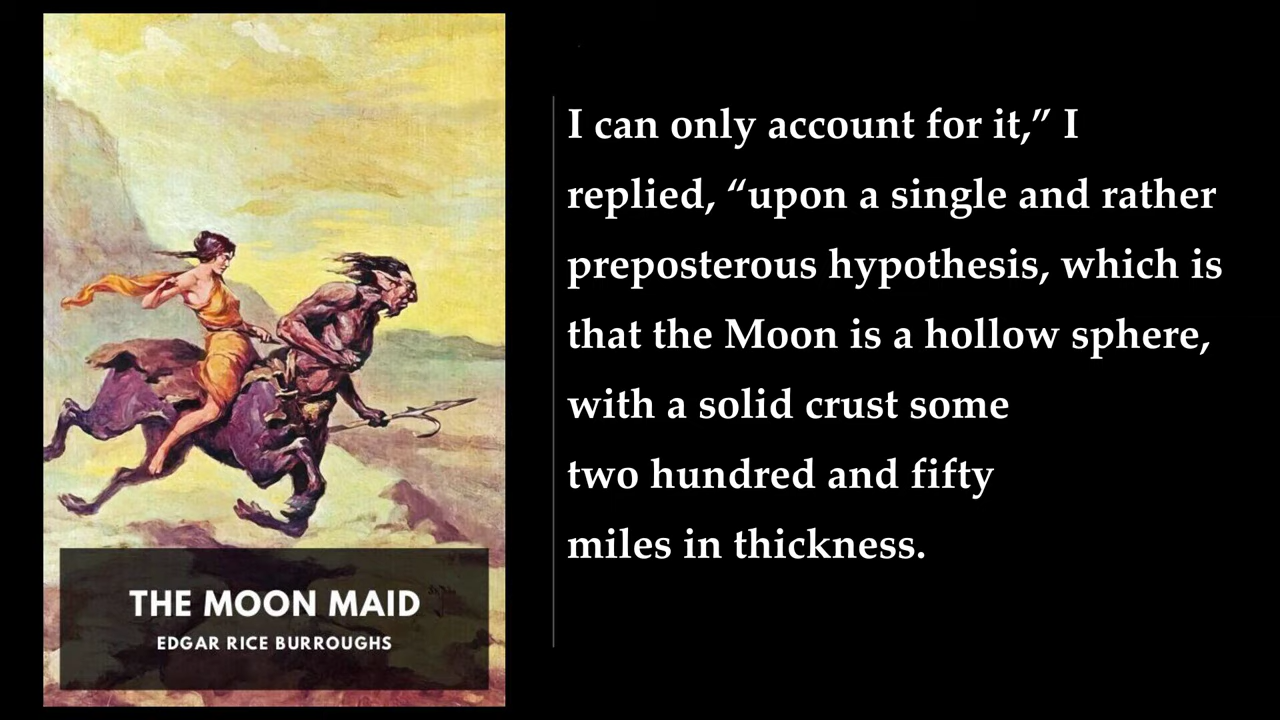 THE MOON MAID
EDGAR RICE BURROUGHS
I can only account for it,” I
replied, “upon a single and rather
preposterous hypothesis, which is
that the Moon is a hollow sphere,
with a solid crust some
two hundred and fifty
miles in thickness.